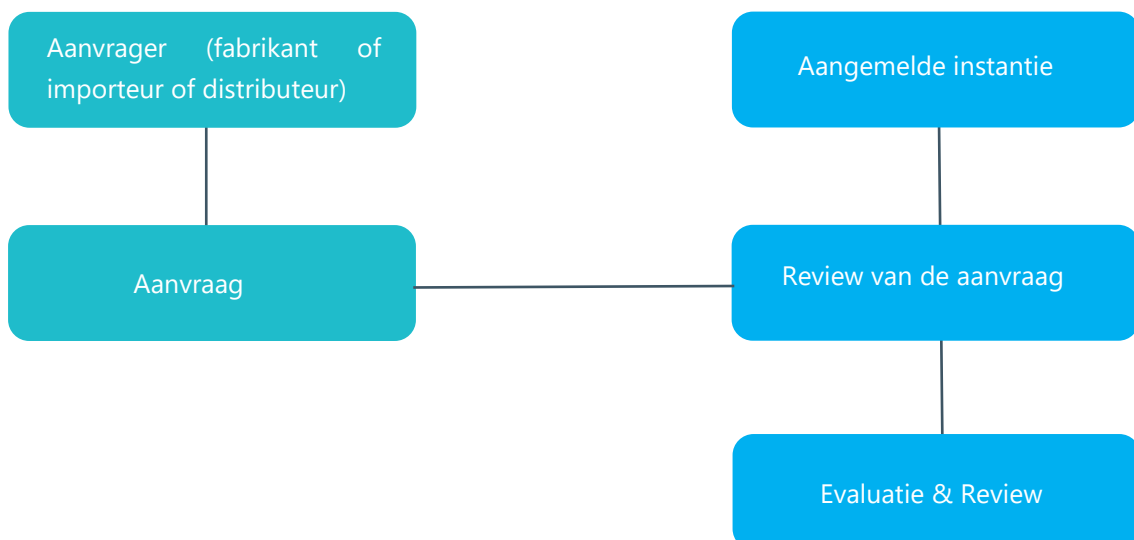 Aanvrager (fabrikant of
importeur of distributeur)
Aangemelde instantie
Aanvraag
Review van de aanvraag
Evaluatie & Review